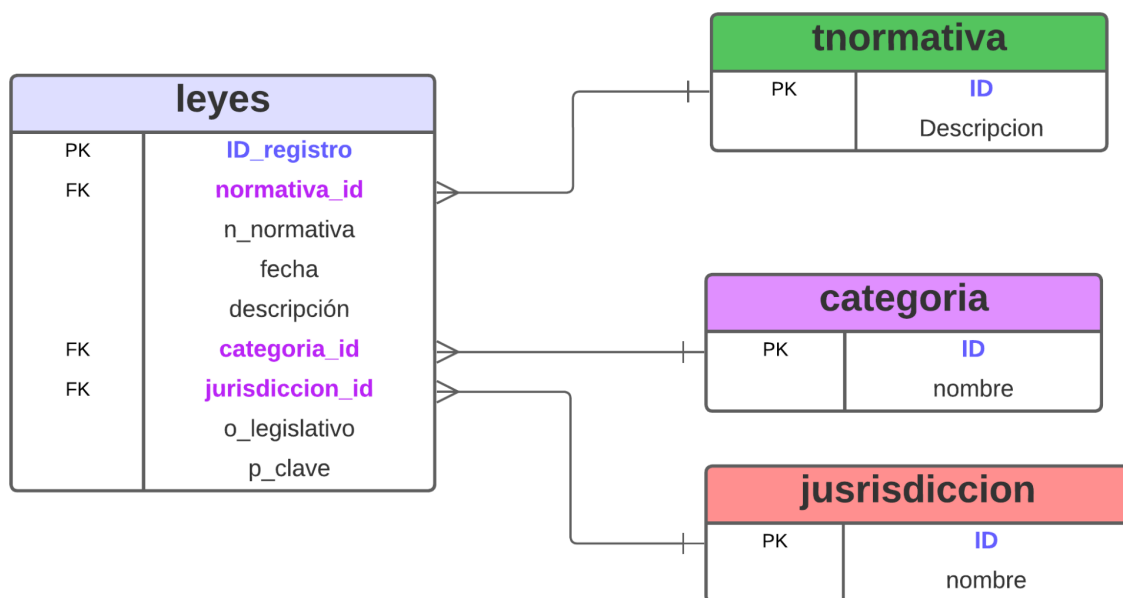 leyes
PK ID_registro
FK normativa_id
n_normativa
fecha
descripción
FK categoria_id
FK jurisdiccion_id
o_legislativo
p_clave
tnormativa
PK ID
Descripcion
categoria
PK ID
nombre
jusrisdiccion
PK ID
nombre